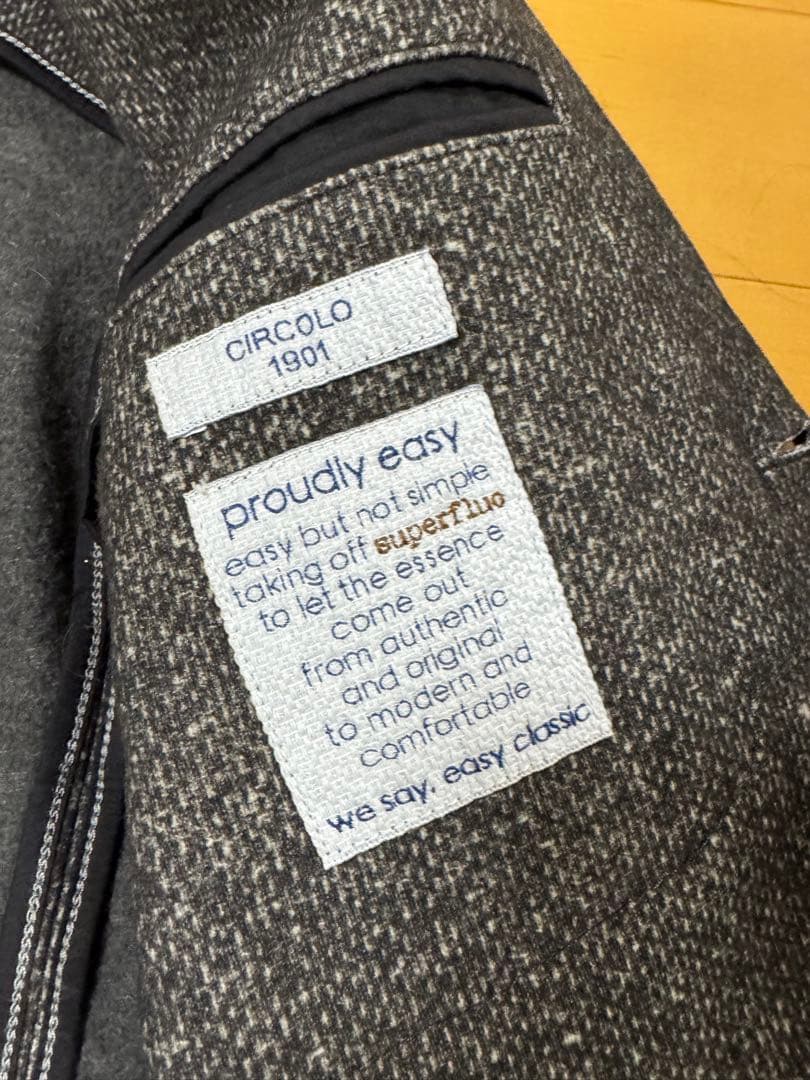 CIRCOLO
1901
proudly easy
easy but not simple
taking off superfluo
to let the essence
come out
from authentic
and original
to modern and
comfortable
we say, easy classic